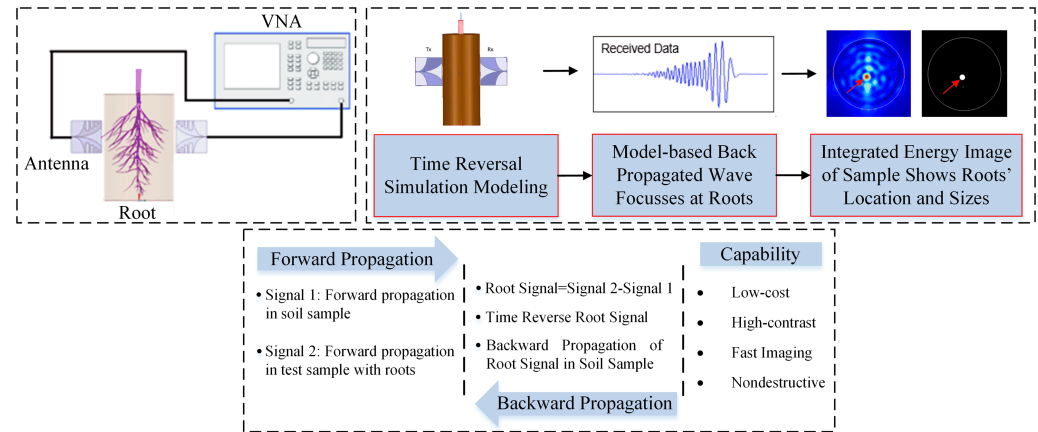 VNA
Antenna
Root
Tx
Rx
Received Data
Time Reversal
Simulation Modeling
Model-based Back
Propagated Wave
Focusses at Roots
Integrated Energy Image
of Sample Shows Roots'
Location and Sizes
Forward Propagation
• Signal 1: Forward propagation
in soil sample
• Signal 2: Forward propagation
in test sample with roots
• Root Signal=Signal 2-Signal 1
• Time Reverse Root Signal
• Backward Propagation of
Root Signal in Soil Sample
Backward Propagation
Capability
• Low-cost
• High-contrast
• Fast Imaging
• Nondestructive